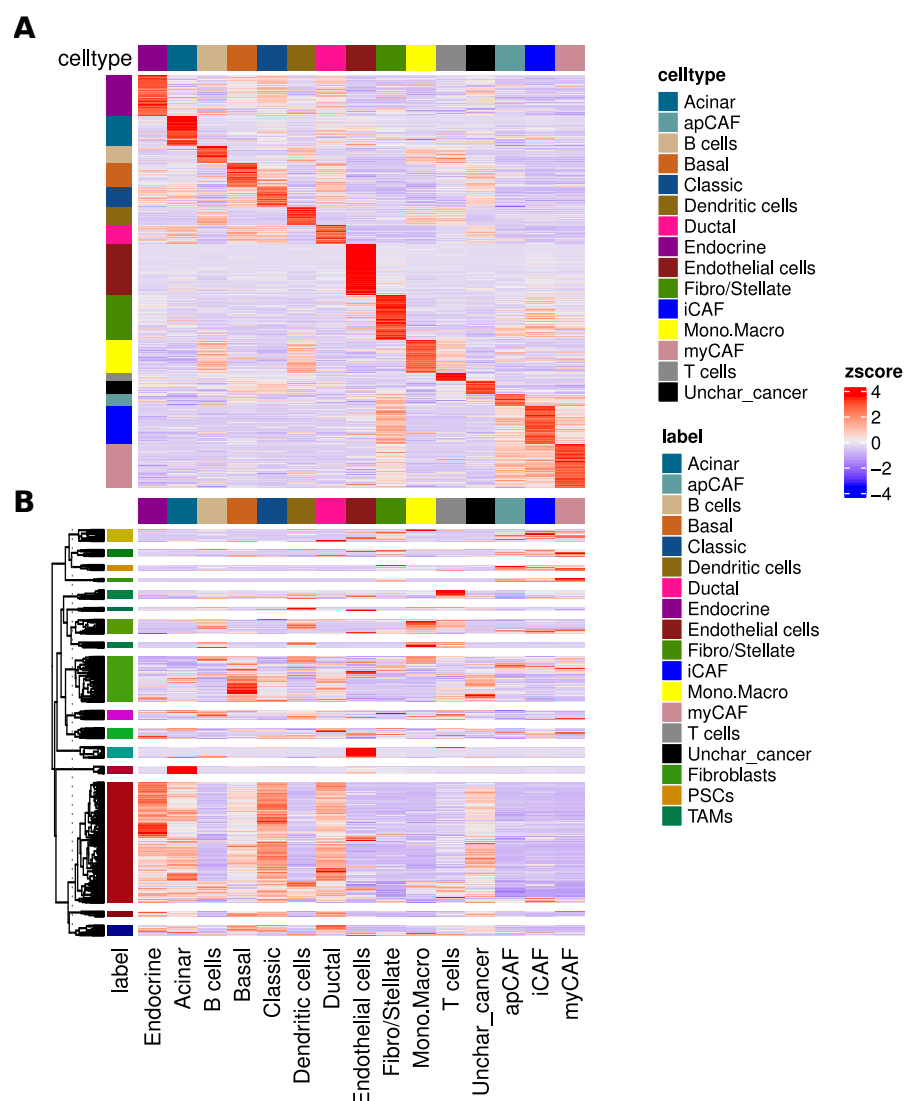 A
celltype
B
label
Endocrine
Acinar
B cells
Basal
Classic
Dendritic cells
Ductal
Endothelial cells
Fibro/Stellate
Mono.Macro
T cells
Unchar_cancer
apCAF
iCAF
myCAF
celltype
Acinar
apCAF
B cells
Basal
Classic
Dendritic cells
Ductal
Endocrine
Endothelial cells
Fibro/Stellate
iCAF
Mono.Macro
myCAF
T cells
Unchar_cancer
label
Acinar
apCAF
B cells
Basal
Classic
Dendritic cells
Ductal
Endocrine
Endothelial cells
Fibro/Stellate
iCAF
Mono.Macro
myCAF
T cells
Unchar_cancer
Fibroblasts
PSCs
TAMs
zscore
4
2
0
−2
−4